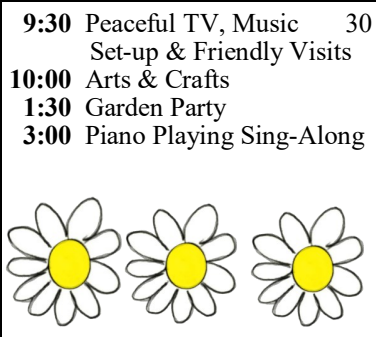 9:30 Peaceful TV, Music 30
Set-up & Friendly Visits
10:00 Arts & Crafts
1:30 Garden Party
3:00 Piano Playing Sing-Along